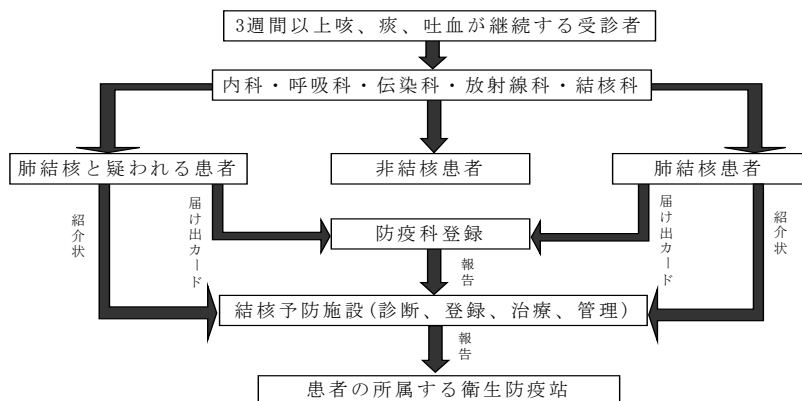 3週間以上咳、痰、吐血が継続する受診者
内科・呼吸科・伝染科・放射線科・結核科
肺結核と疑われる患者
非結核患者
肺結核患者
紹介状
届け出カード
防疫科登録
届け出カード
紹介状
報告
結核予防施設(診断、登録、治療、管理)
報告
患者の所属する衛生防疫站